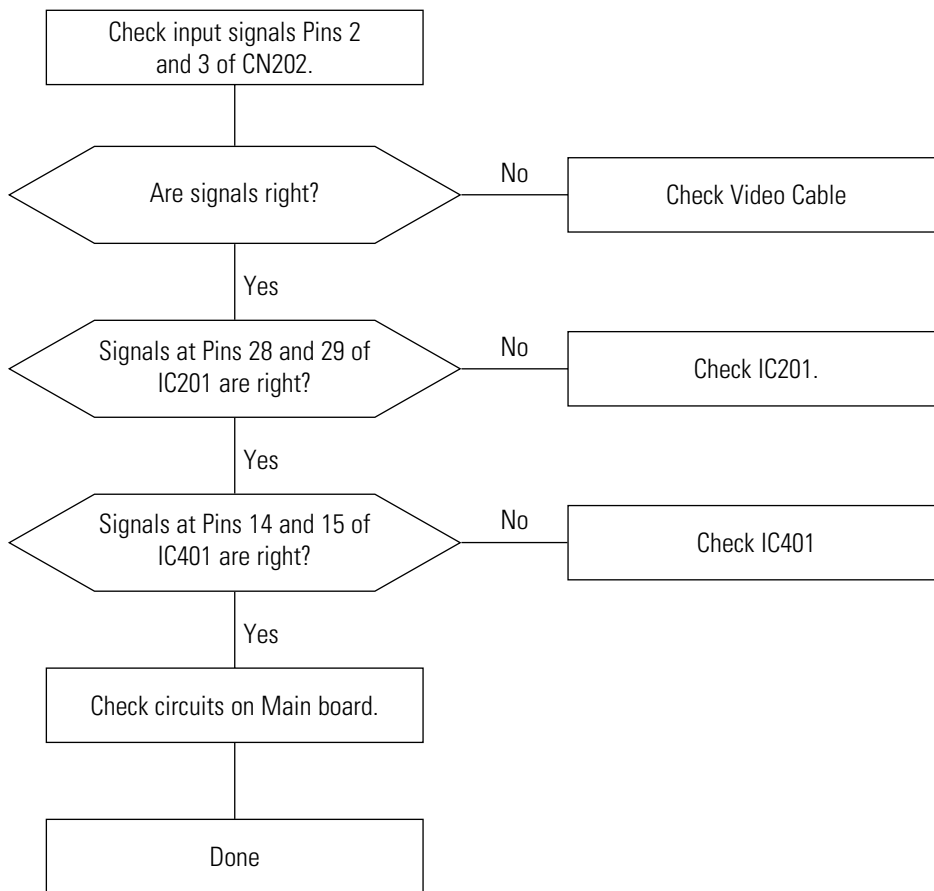 Check input signals Pins 2
and 3 of CN202.
Are signals right?
No
Check Video Cable
Yes
Signals at Pins 28 and 29 of
IC201 are right?
No
Check IC201.
Yes
Signals at Pins 14 and 15 of
IC401 are right?
No
Check IC401
Yes
Check circuits on Main board.
Done